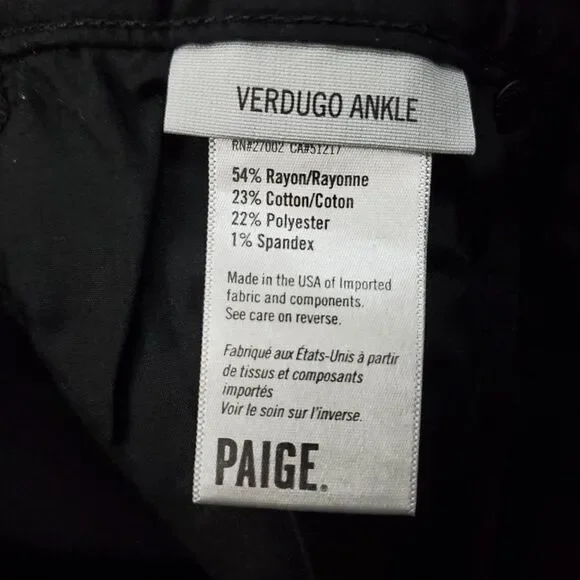 VERDUGO ANKLE
RN#27002 CA#51217
54% Rayon/Rayonne
23% Cotton/Coton
22% Polyester
1% Spandex
Made in the USA of Imported
fabric and components.
See care on reverse.
Fabriqué aux États-Unis à partir
de tissus et composants
importés
Voir le soin sur l'inverse.
PAIGE®